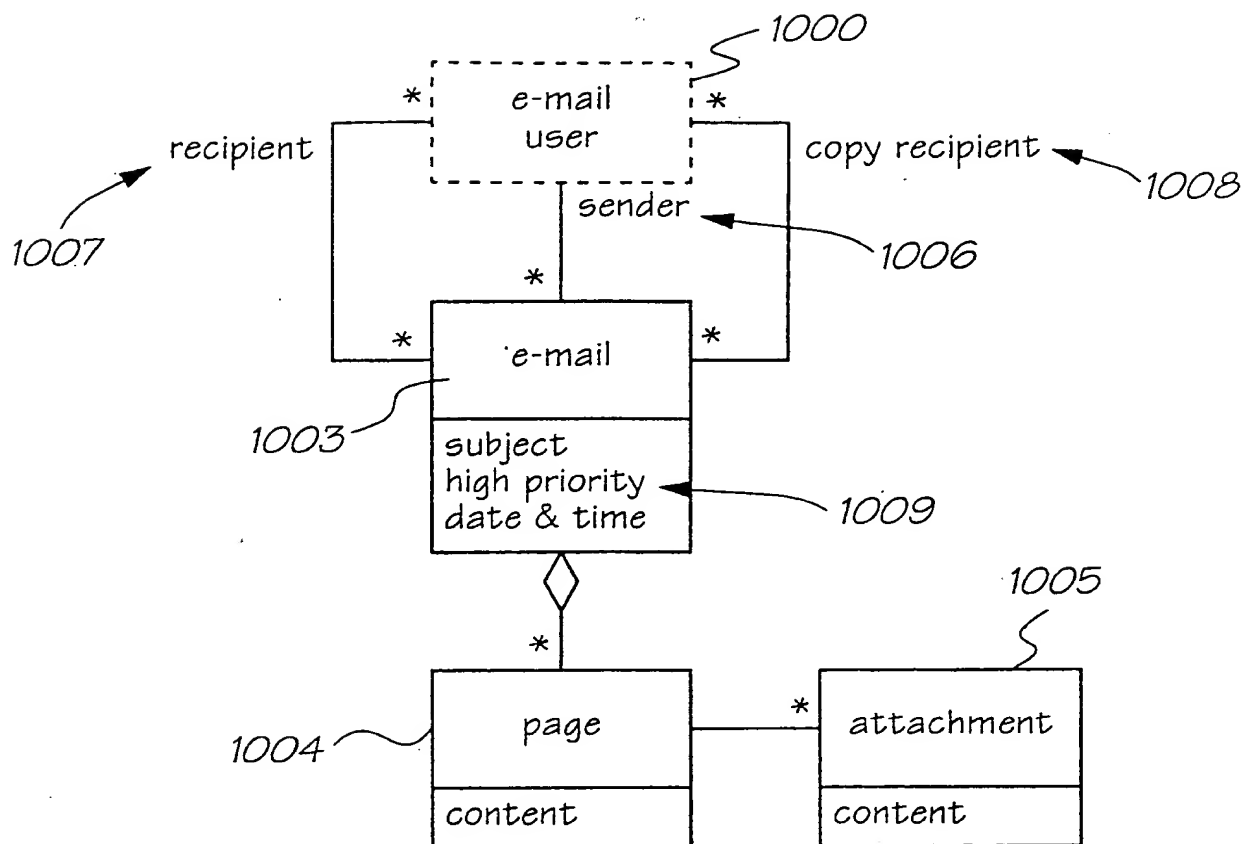 1000
*
e-mail
user
*
recipient
copy recipient
1008
1007
sender
1006
*
*
e-mail
*
1003
subject
high priority
date & time
1009
1005
*
page
*
attachment
1004
content
content